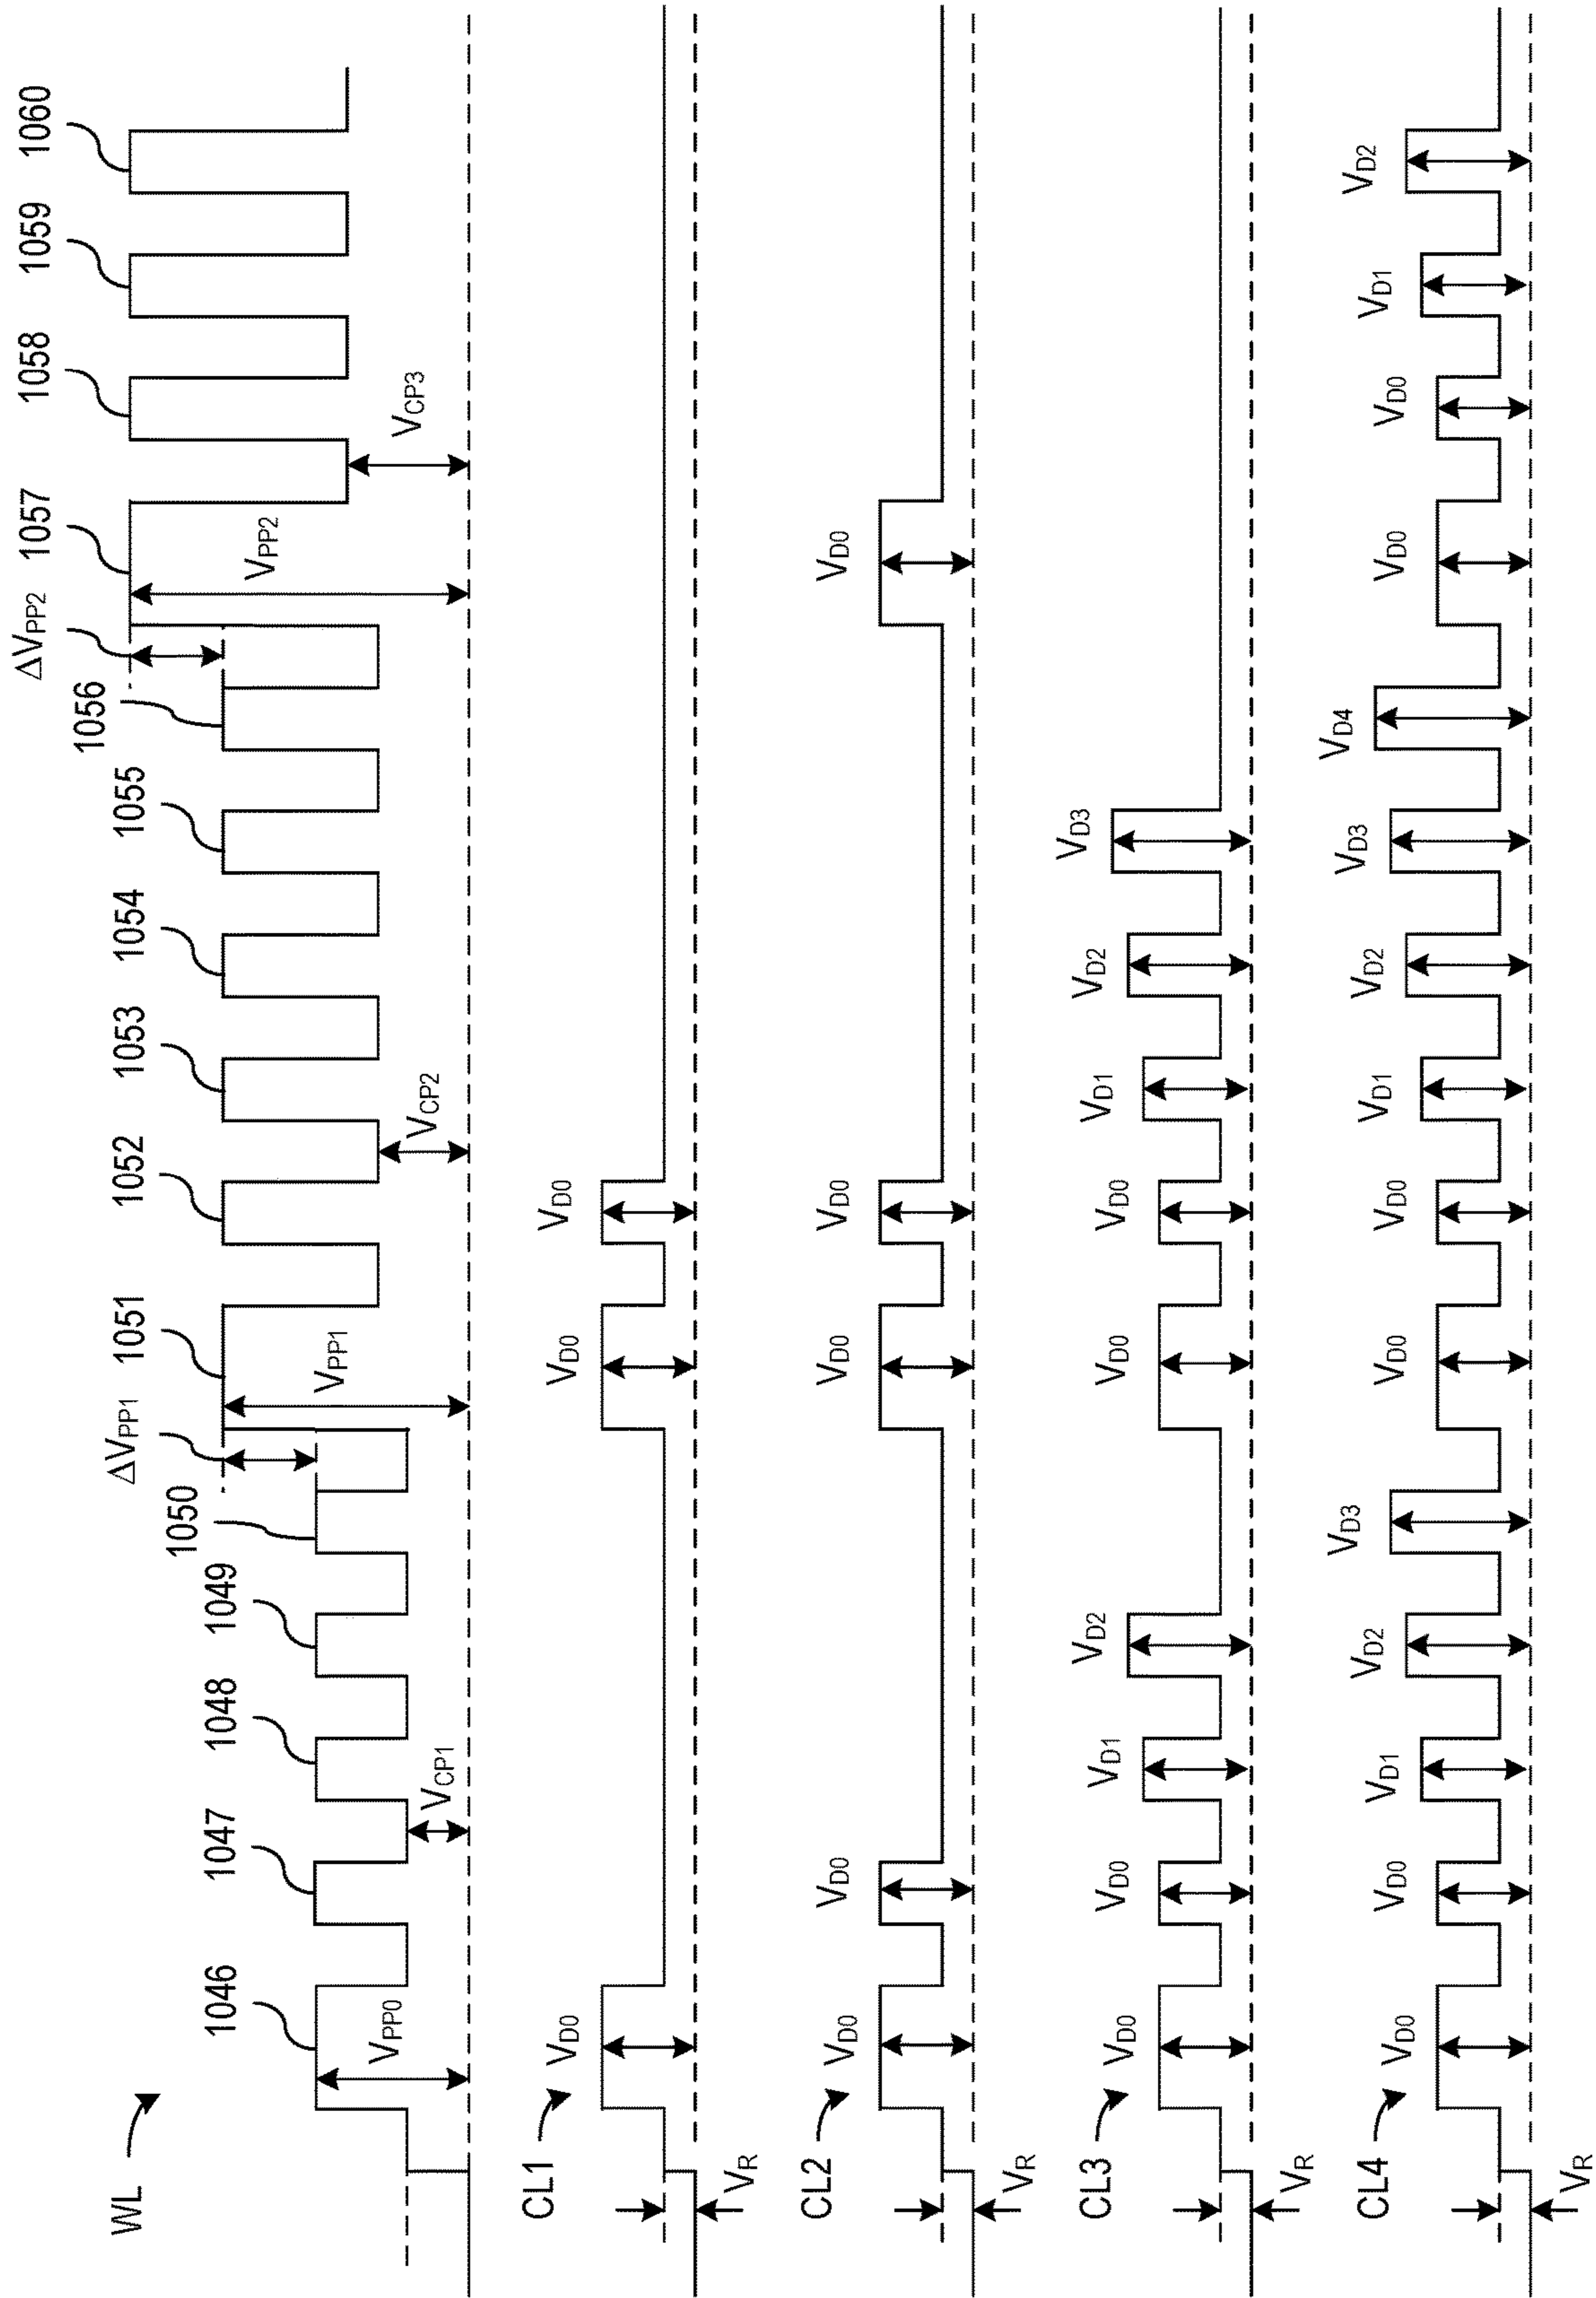 WL
1046
1047
1048
1049
1050
1051
1052
1053
1054
1055
1056
1057
1058
1059
1060
VPP0
VCP1
ΔVPP1
VPP1
VCP2
ΔVPP2
VPP2
VCP3
CL1
VR
VD0
VD0
VD0
CL2
VR
VD0
VD0
VD0
VD0
VD0
CL3
VR
VD0
VD0
VD1
VD2
VD0
VD0
VD1
VD2
VD3
CL4
VR
VD0
VD0
VD1
VD2
VD3
VD0
VD0
VD1
VD2
VD3
VD4
VD0
VD0
VD1
VD2